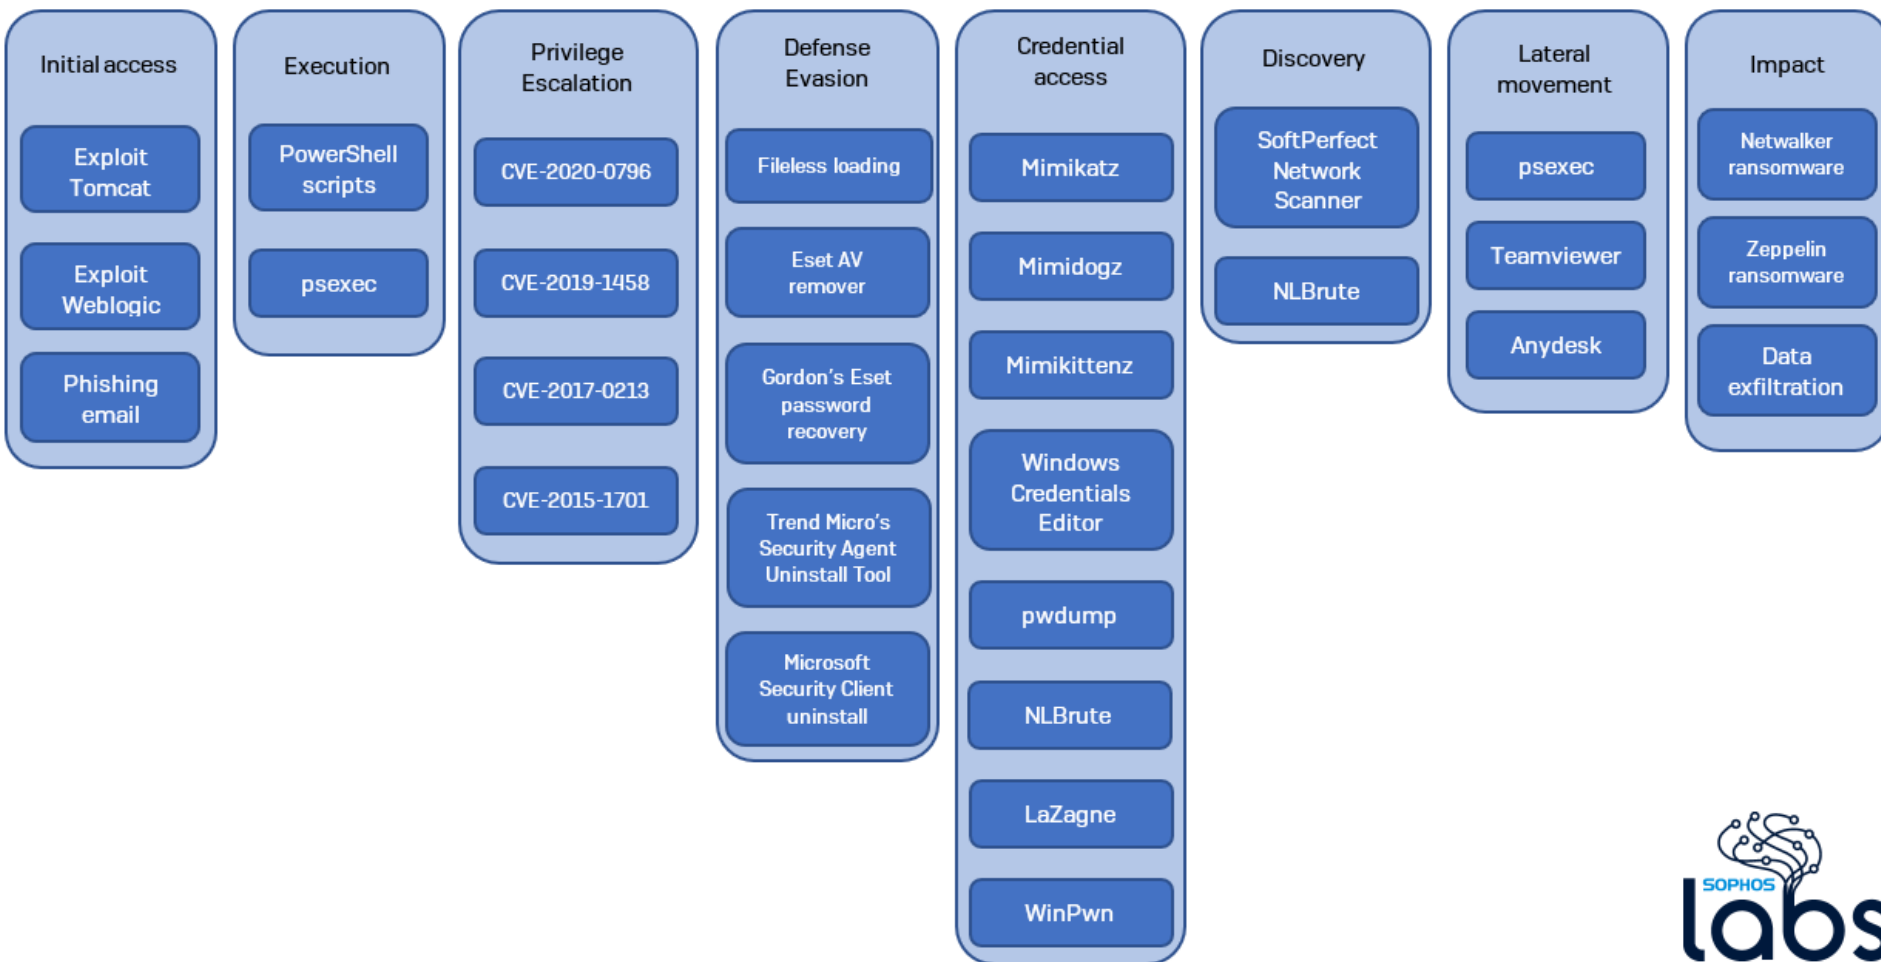 Initial access
Exploit
Tomcat
Exploit
Weblogic
Phishing
email
Execution
PowerShell
scripts
psexec
Privilege
Escalation
CVE-2020-0796
CVE-2019-1458
CVE-2017-0213
CVE-2015-1701
Defense
Evasion
Fileless loading
Eset AV
remover
Gordon's Eset
password
recovery
Trend Micro's
Security Agent
Uninstall Tool
Microsoft
Security Client
uninstall
Credential
access
Mimikatz
Mimidogz
Mimikittenz
Windows
Credentials
Editor
pwdump
NLBrute
LaZagne
WinPwn
Discovery
SoftPerfect
Network
Scanner
NLBrute
Lateral
movement
psexec
Teamviewer
Anydesk
Impact
Netwalker
ransomware
Zeppelin
ransomware
Data
exfiltration
SOPHOS
labs